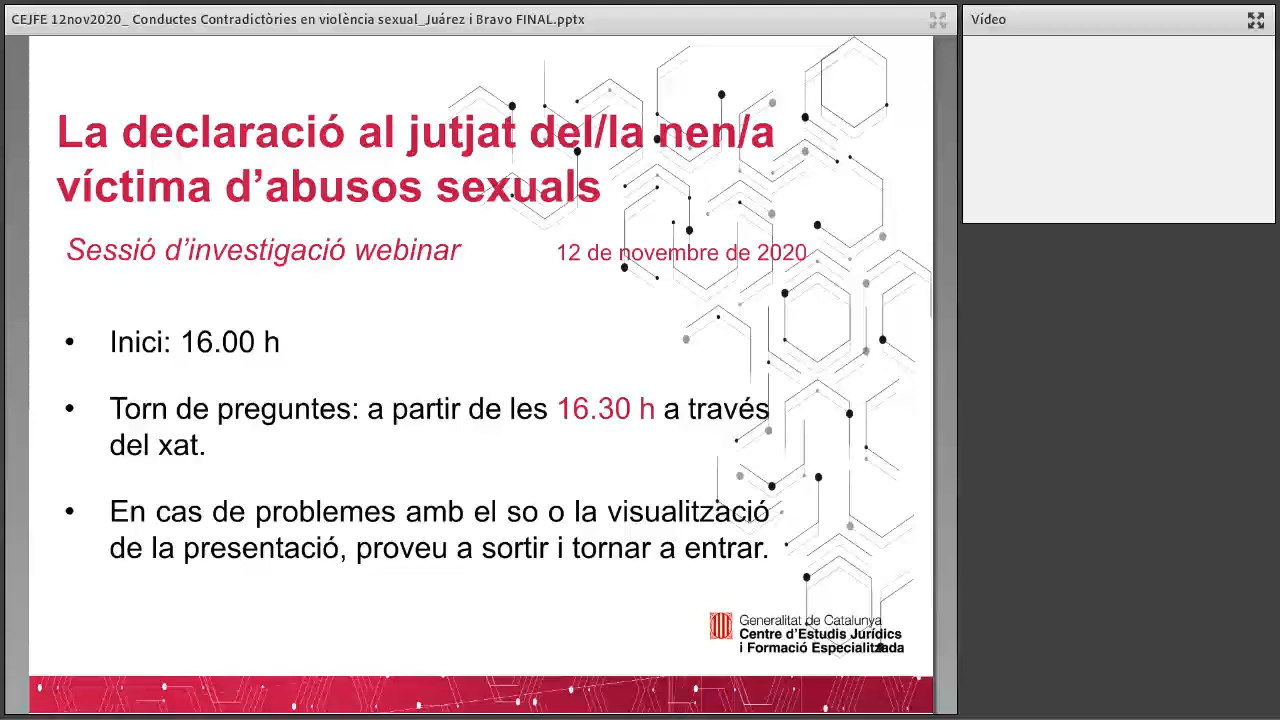 CEJFE 12nov2020_ Conductes Contradictòries en violència sexual_Juárez i Bravo FINAL.pptx
Vídeo
La declaració al jutjat del/la nen/a
víctima d'abusos sexuals
Sessió d'investigació webinar
12 de novembre de 2020
• Inici: 16.00 h
• Torn de preguntes: a partir de les 16.30 h a través
del xat.
• En cas de problemes amb el so o la visualització
de la presentació, proveu a sortir i tornar a entrar.
Generalitat de Catalunya
Centre d'Estudis Jurídics
i Formació Especialitzada